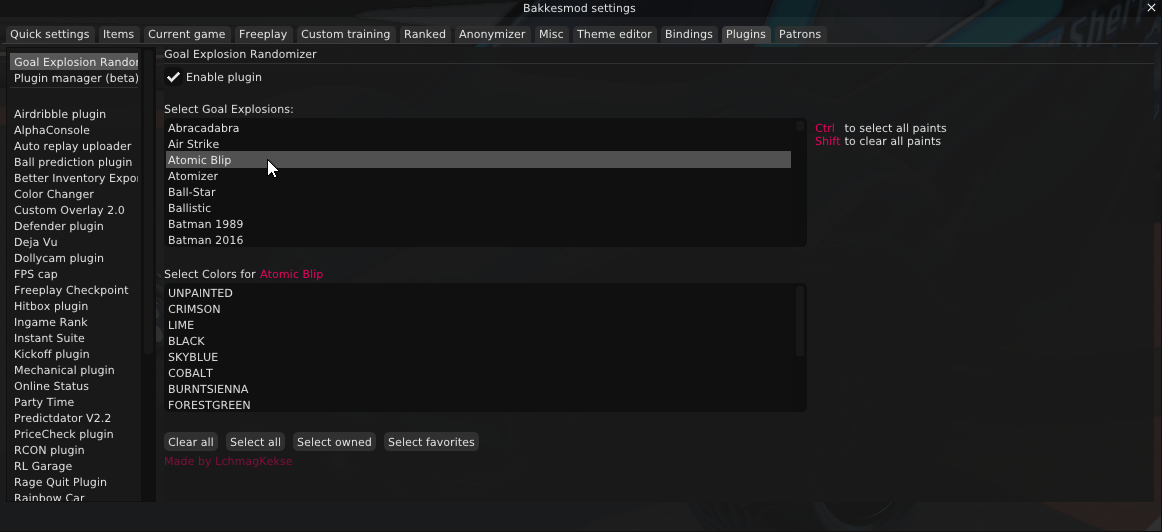 Bakkesmod settings
Quick settings Items Current game Freeplay Custom training Ranked Anonymizer Misc Theme editor Bindings Plugins Patrons
Goal Explosion Randor
Plugin manager (beta)
Airdribble plugin
AlphaConsole
Auto replay uploader
Ball prediction plugin
Better Inventory Expo
Color Changer
Custom Overlay 2.0
Defender plugin
Deja Vu
Dollycam plugin
FPS cap
Freeplay Checkpoint
Hitbox plugin
Ingame Rank
Instant Suite
Kickoff plugin
Mechanical plugin
Online Status
Party Time
Predictdator V2.2
PriceCheck plugin
RCON plugin
RL Garage
Rage Quit Plugin
Rainbow Car
Goal Explosion Randomizer
Enable plugin
Select Goal Explosions:
Abracadabra
Air Strike
Atomic Blip
Atomizer
Ball-Star
Ballistic
Batman 1989
Batman 2016
Ctrl to select all paints
Shift to clear all paints
Select Colors for Atomic Blip
UNPAINTED
CRIMSON
LIME
BLACK
SKYBLUE
COBALT
BURNTSIENNA
FORESTGREEN
Clear all Select all Select owned Select favorites
Made by LchmagKekse